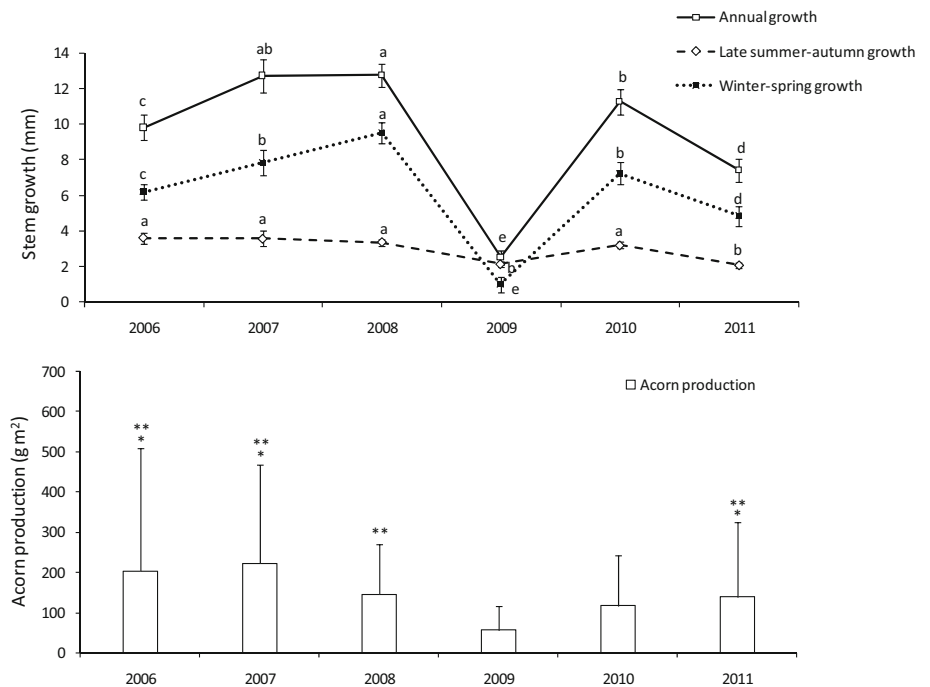 Annual growth
Late summer-autumn growth
Winter-spring growth
Stem growth (mm)
14
12
10
8
6
4
2
0
c
ab
a
b
d
c
b
a
b
d
a
a
a
e
b
e
a
b
2006
2007
2008
2009
2010
2011
Acorn production
Acorn production (g m²)
700
600
500
400
300
200
100
0
**
*
**
*
**
**
*
2006
2007
2008
2009
2010
2011